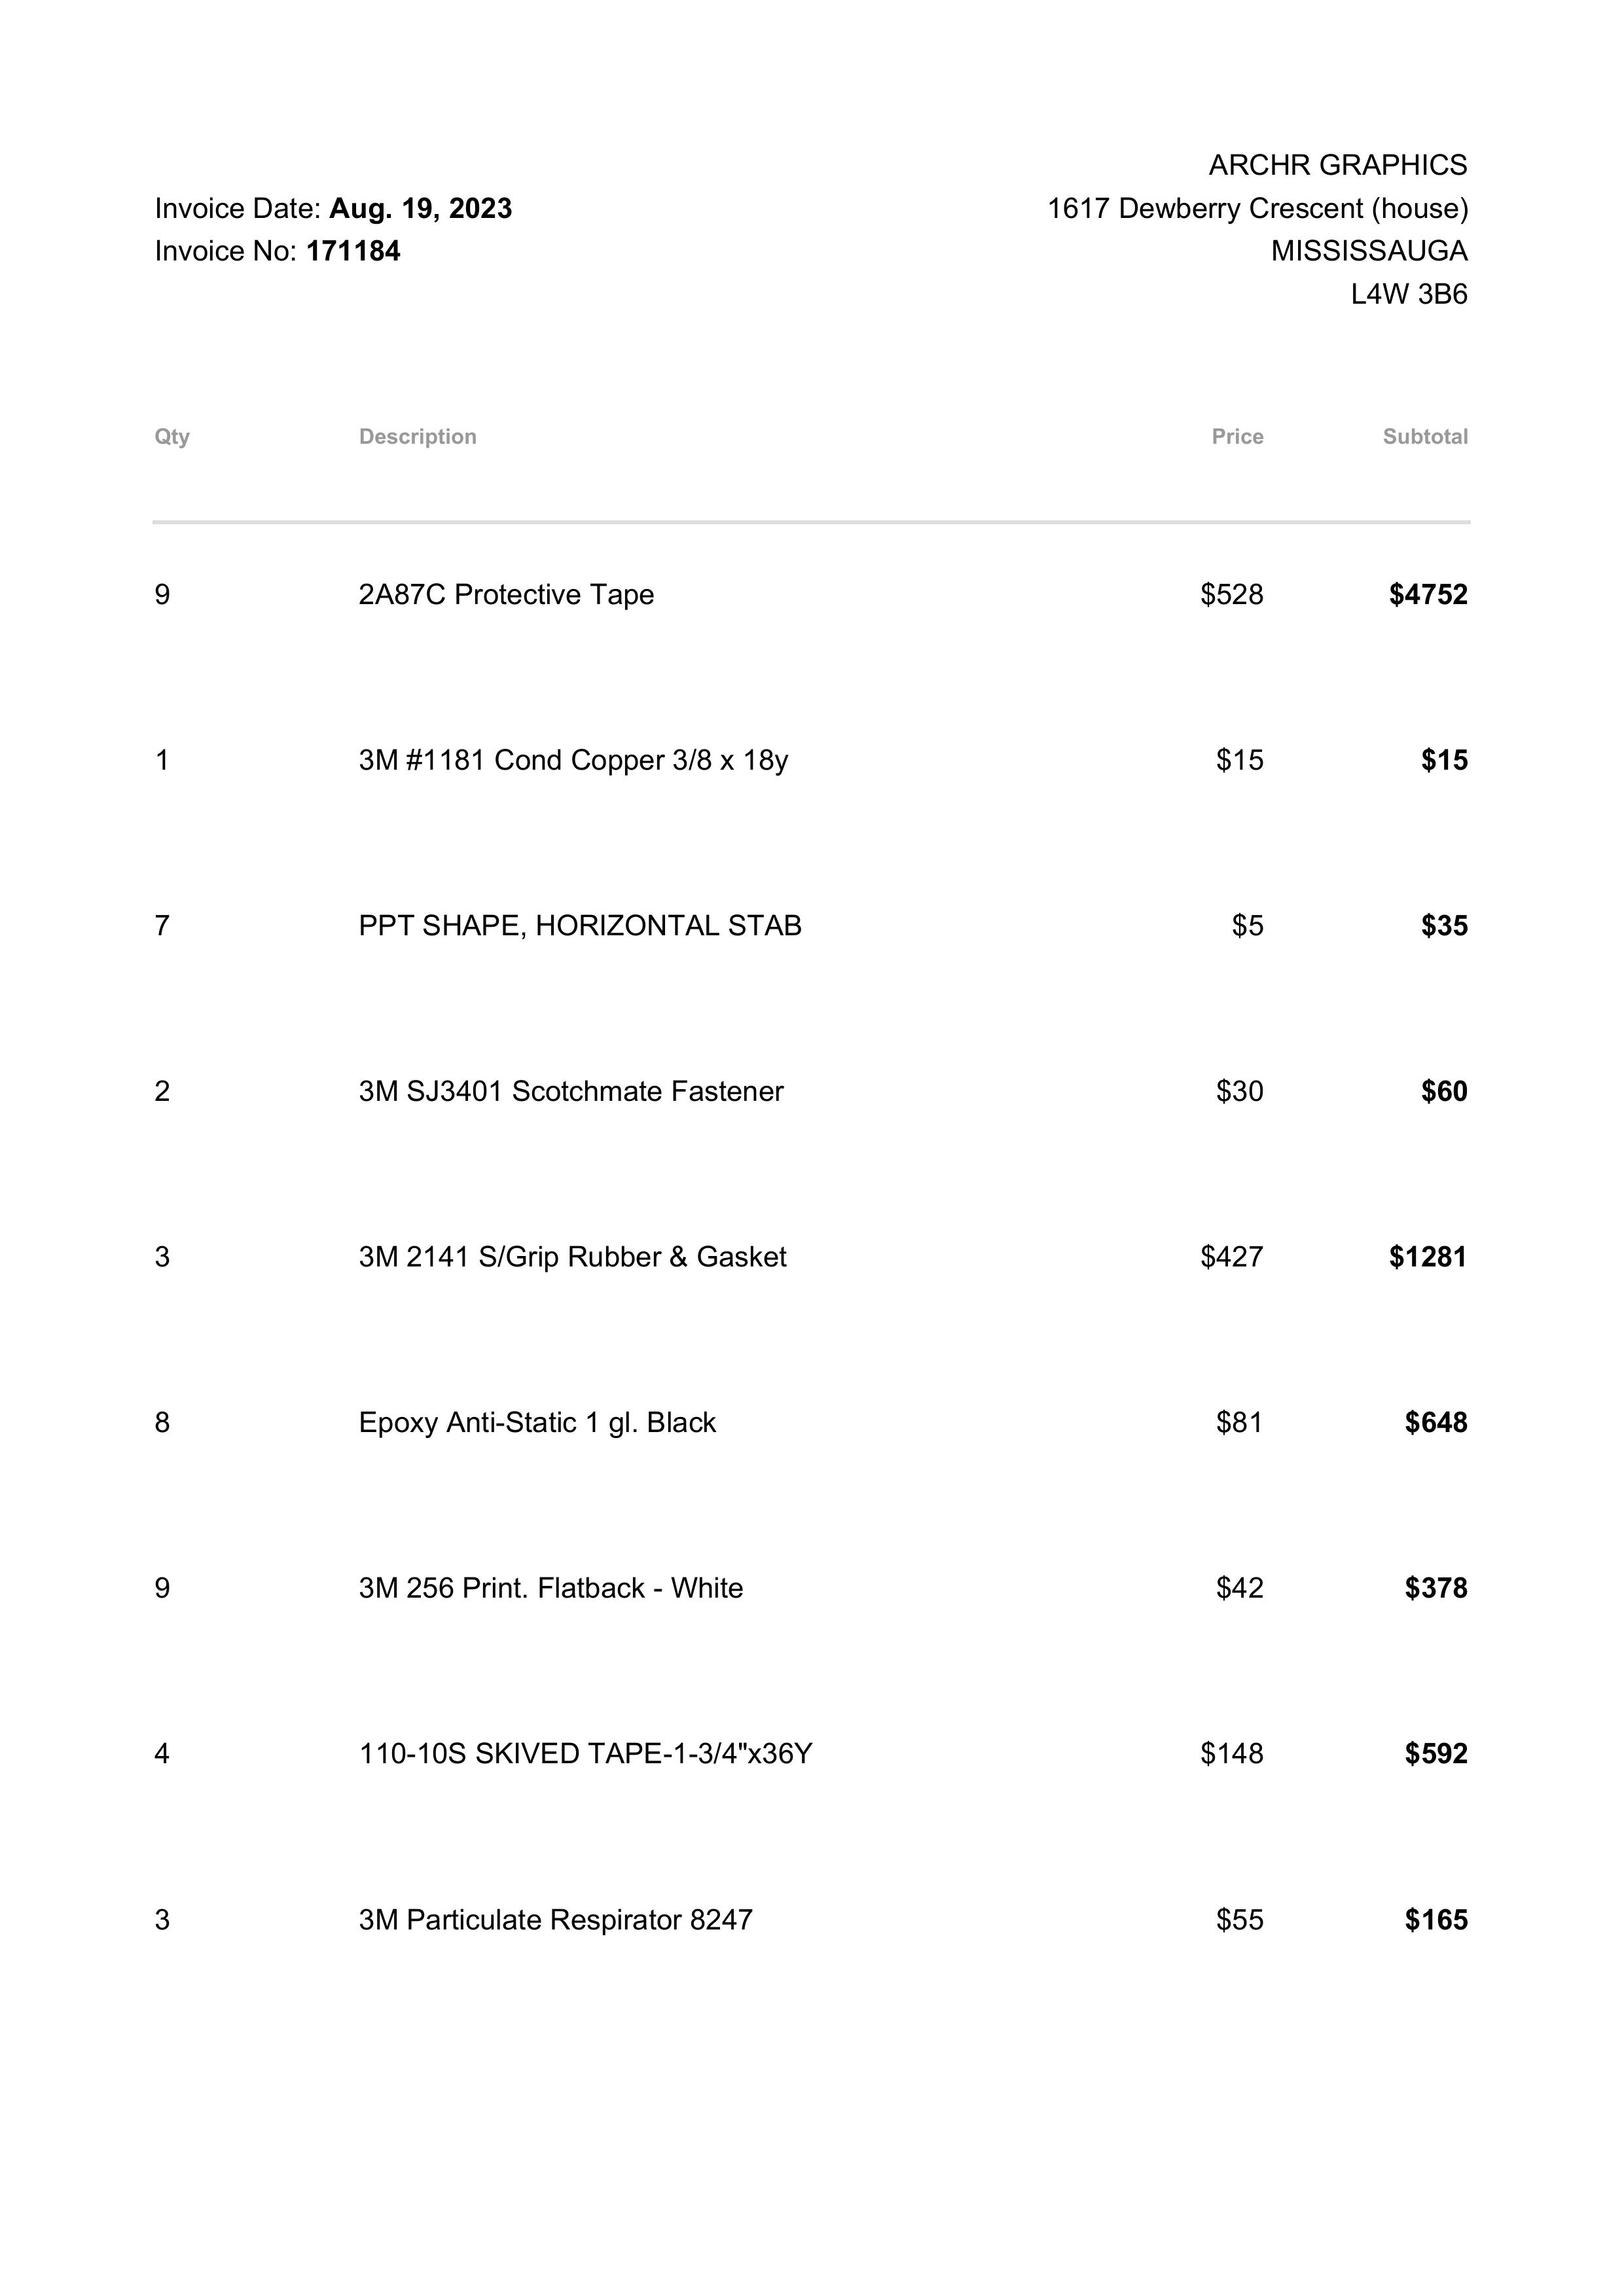 ARCHR GRAPHICS
Invoice Date: Aug. 19, 2023 1617 Dewberry Crescent (house)
Invoice No: 171184 MISSISSAUGA
L4W 3B6
Qty Description Price Subtotal
9 2A87C Protective Tape $528 $4752
1 3M #1181 Cond Copper 3/8 x 18y $15 $15
7 PPT SHAPE, HORIZONTAL STAB $5 $35
2 3M SJ3401 Scotchmate Fastener $30 $60
3 3M 2141 S/Grip Rubber & Gasket $427 $1281
8 Epoxy Anti-Static 1 gl. Black $81 $648
9 3M 256 Print. Flatback - White $42 $378
4 110-10S SKIVED TAPE-1-3/4"x36Y $148 $592
3 3M Particulate Respirator 8247 $55 $165